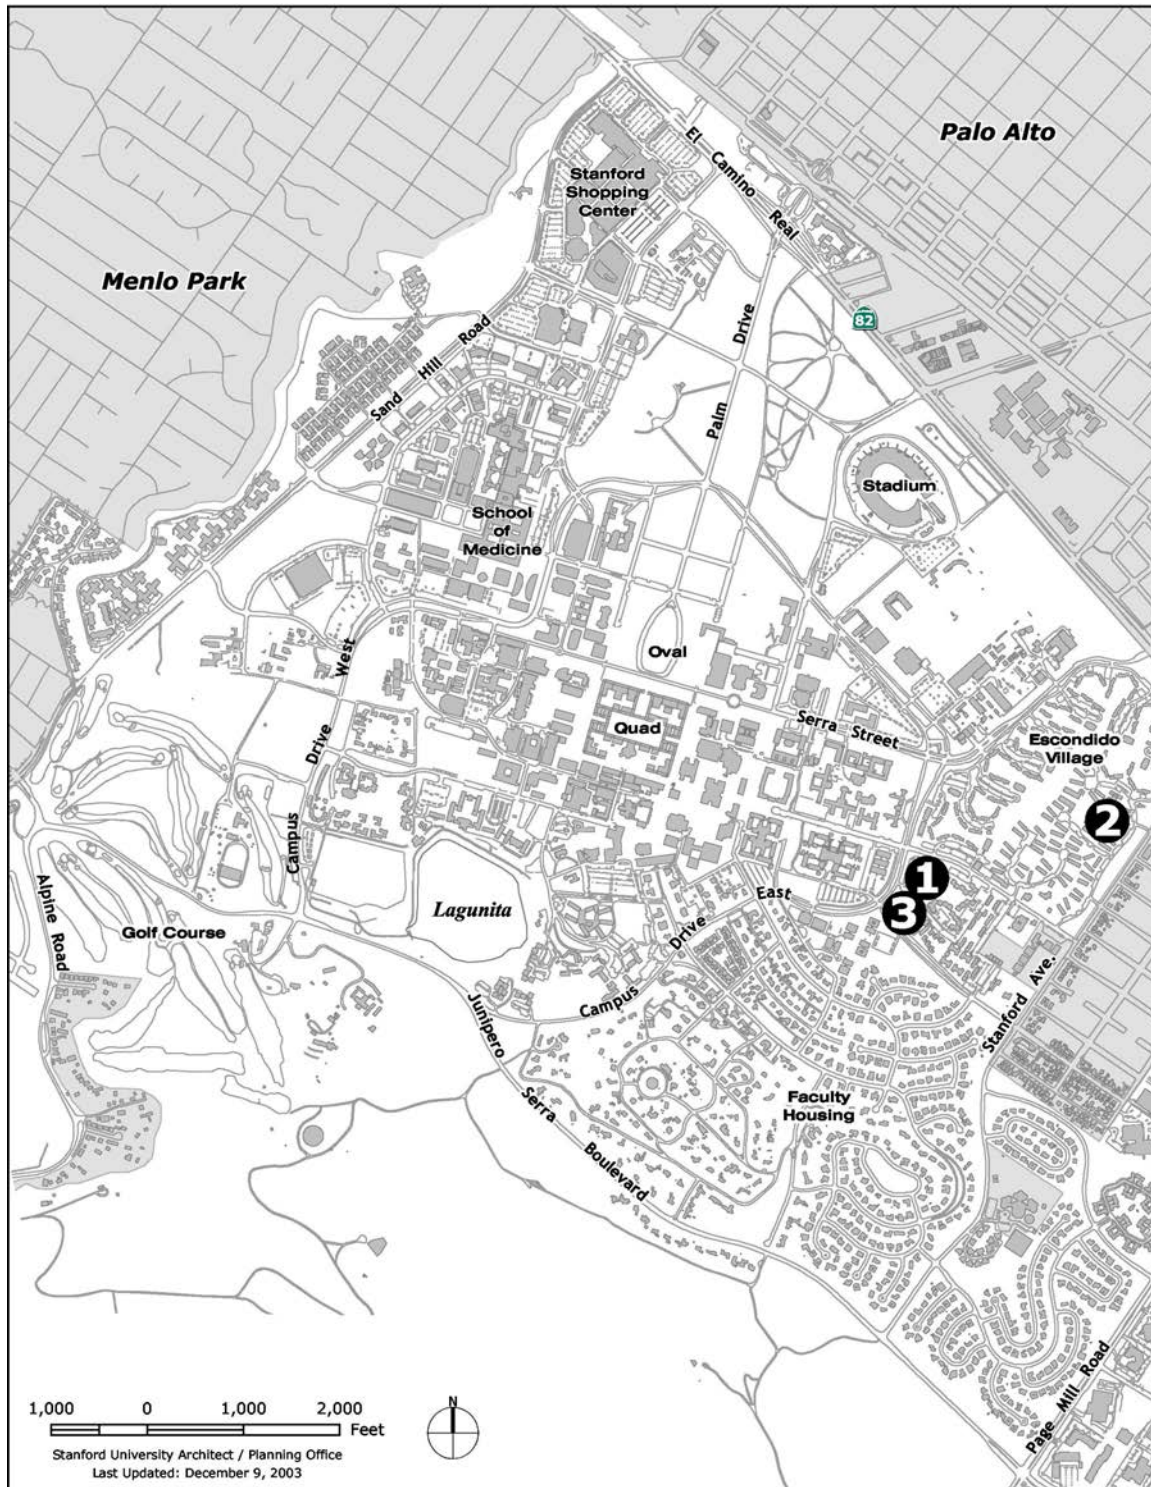 Palo Alto
El Camino Real
Stanford
Shopping
Center
Menlo Park
82
Sand Hill Road
Palm Drive
Stadium
School
of
Medicine
Oval
West
Quad
Serra Street
Escondido
Village
Drive
2
Campus
1
East
3
Lagunita
Alpine Road
Golf Course
Drive
Stanford Ave.
Campus
Junipero
Serra
Boulevard
Faculty
Housing
Page Mill Road
1,000 0 1,000 2,000
Feet
N
Stanford University Architect / Planning Office
Last Updated: December 9, 2003